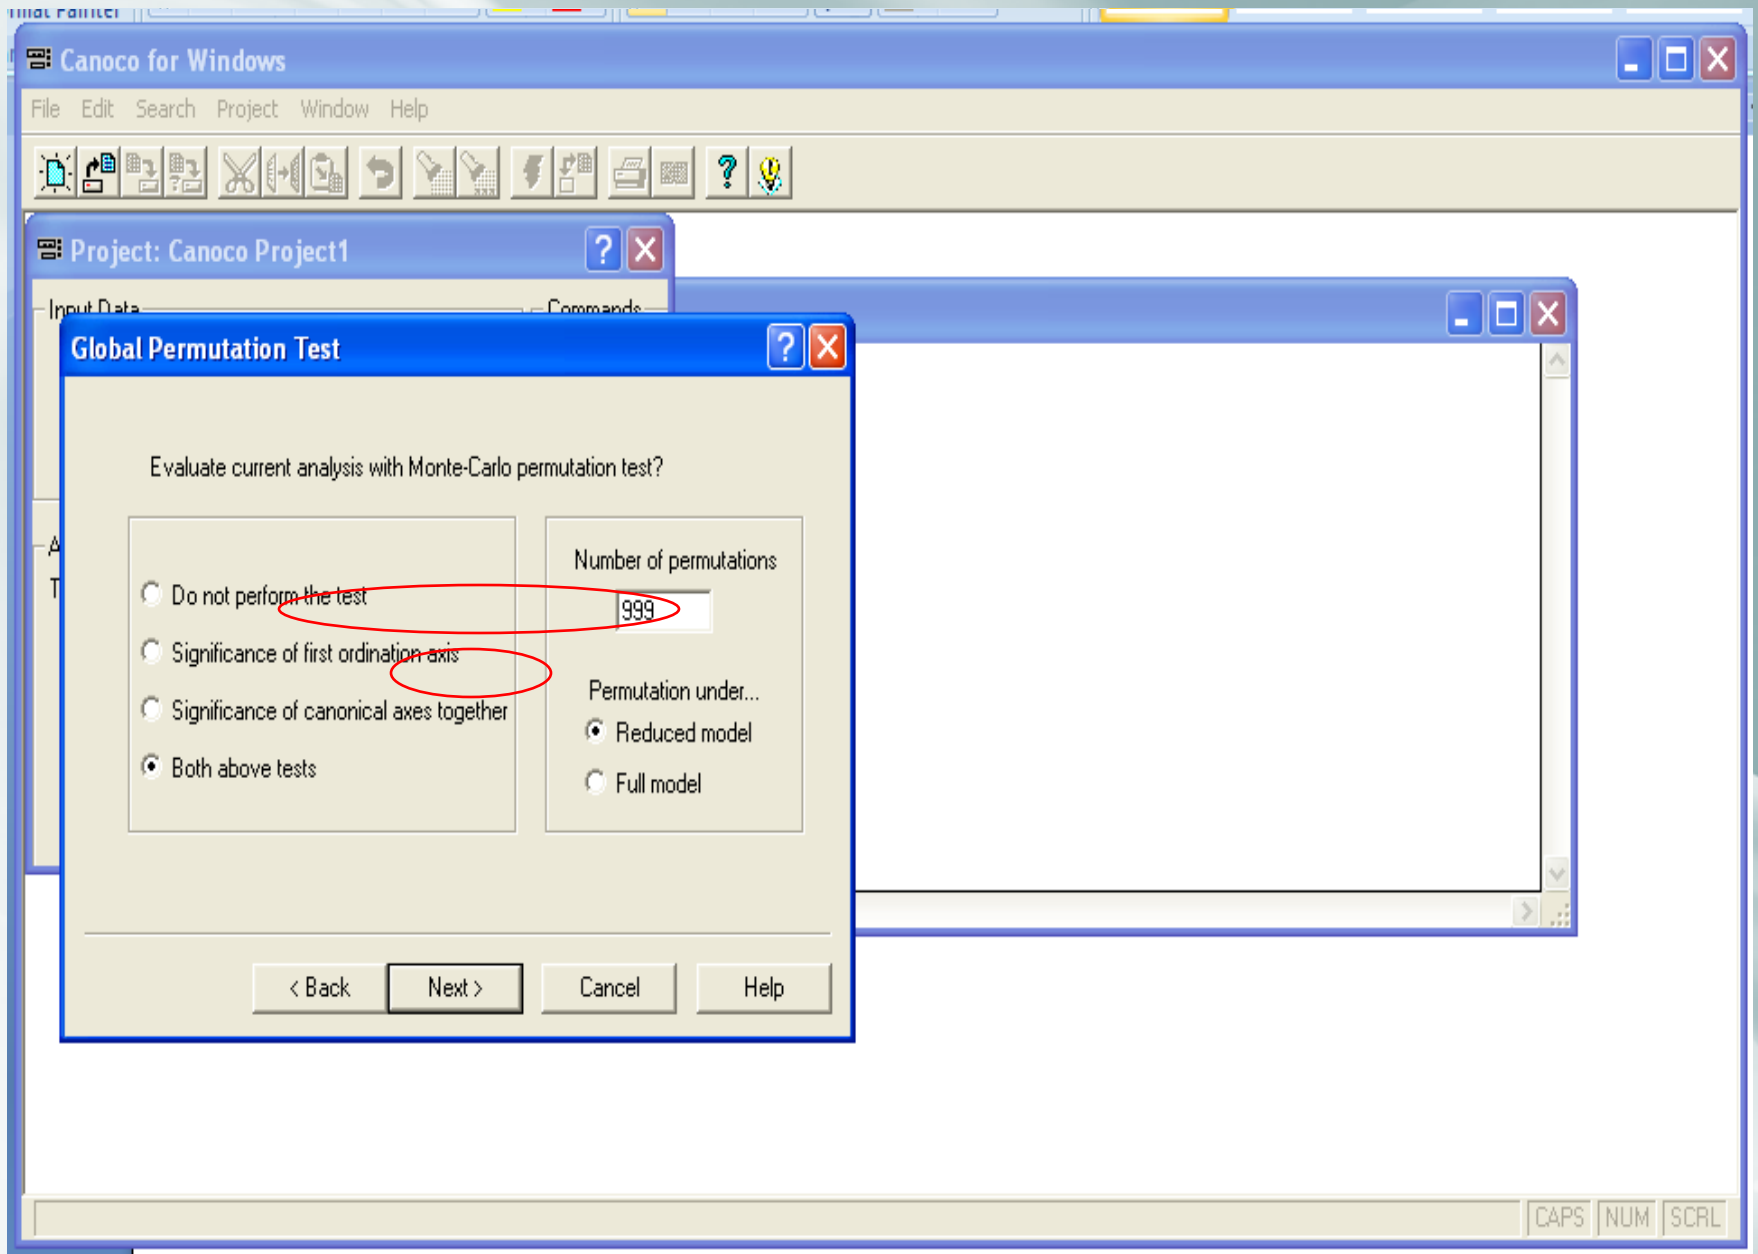 mat Painter
Canoco for Windows
File Edit Search Project Window Help
Project: Canoco Project1
Input Data
Commands
Global Permutation Test
Evaluate current analysis with Monte-Carlo permutation test?
Do not perform the test
Significance of first ordination axis
Significance of canonical axes together
Both above tests
Number of permutations
999
Permutation under...
Reduced model
Full model
< Back
Next >
Cancel
Help
CAPS NUM SCRL